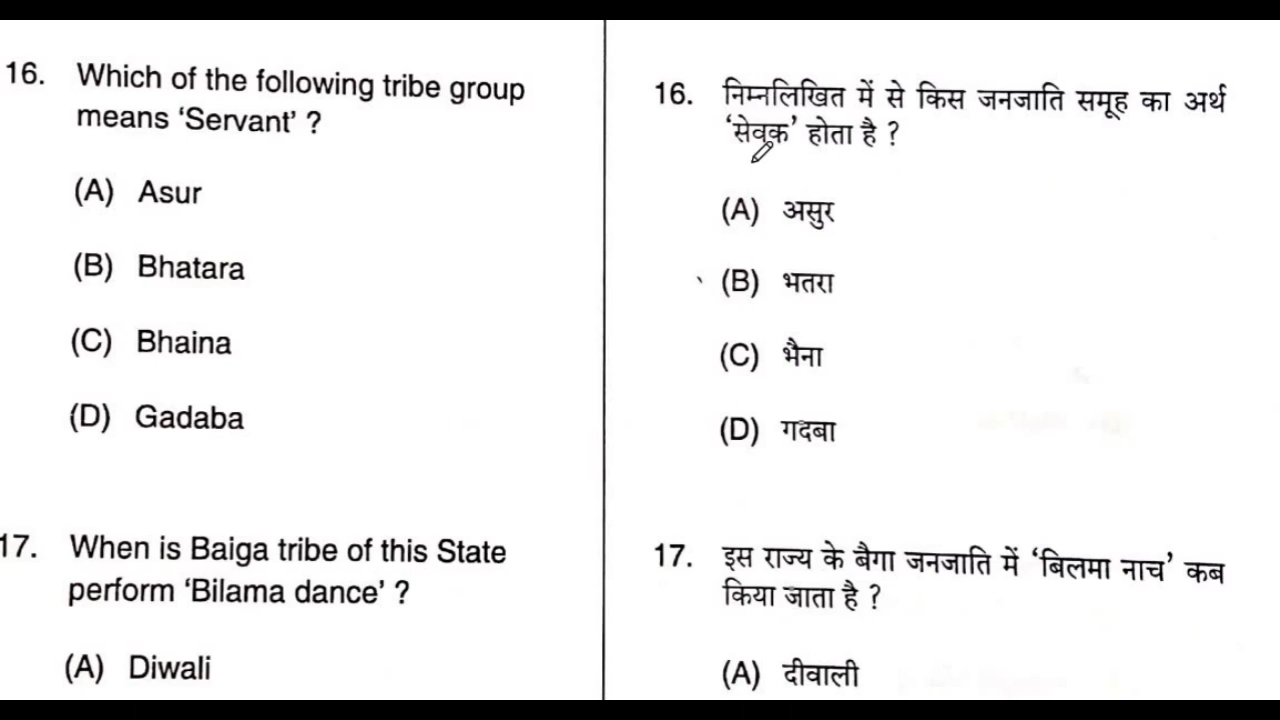 16. Which of the following tribe group
means ‘Servant’ ?
(A) Asur
(B) Bhatara
(C) Bhaina
(D) Gadaba
17. When is Baiga tribe of this State
perform ‘Bilama dance’ ?
(A) Diwali
16. निम्नलिखित में से किस जनजाति समूह का अर्थ
‘सेवक’ होता है ?
(A) असुर
(B) भतरा
(C) भैना
(D) गदबा
17. इस राज्य के बैगा जनजाति में ‘बिलमा नाच’ कब
किया जाता है ?
(A) दीवाली